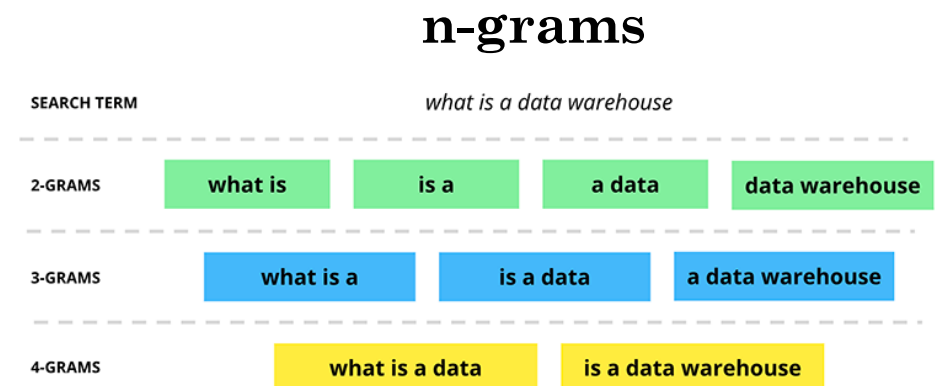 n-grams
SEARCH TERM what is a data warehouse
2-GRAMS what is is a a data data warehouse
3-GRAMS what is a is a data a data warehouse
4-GRAMS what is a data is a data warehouse